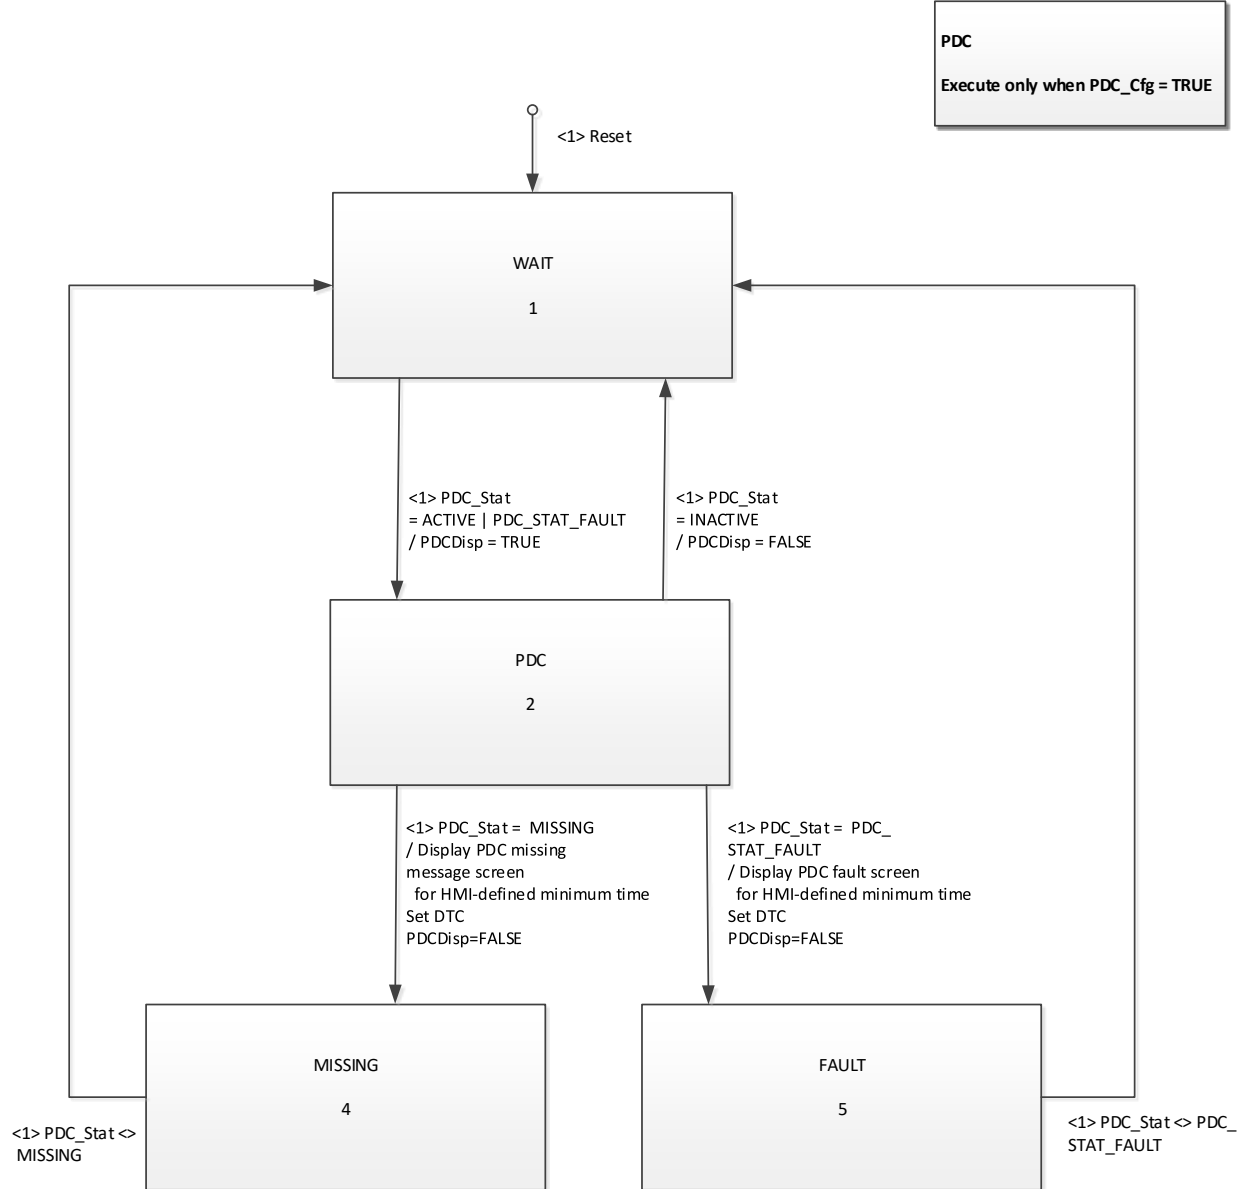 PDC
Execute only when PDC_Cfg = TRUE
<1> Reset
WAIT
1
<1> PDC_Stat
= ACTIVE | PDC_STAT_FAULT
/ PDCDisp = TRUE
<1> PDC_Stat
= INACTIVE
/ PDCDisp = FALSE
PDC
2
<1> PDC_Stat =  MISSING
/ Display PDC missing
message screen
for HMI-defined minimum time
Set DTC
PDCDisp=FALSE
<1> PDC_Stat =  PDC_
STAT_FAULT
/ Display PDC fault screen
for HMI-defined minimum time
Set DTC
PDCDisp=FALSE
MISSING
4
FAULT
5
<1> PDC_Stat <>
MISSING
<1> PDC_Stat <> PDC_
STAT_FAULT